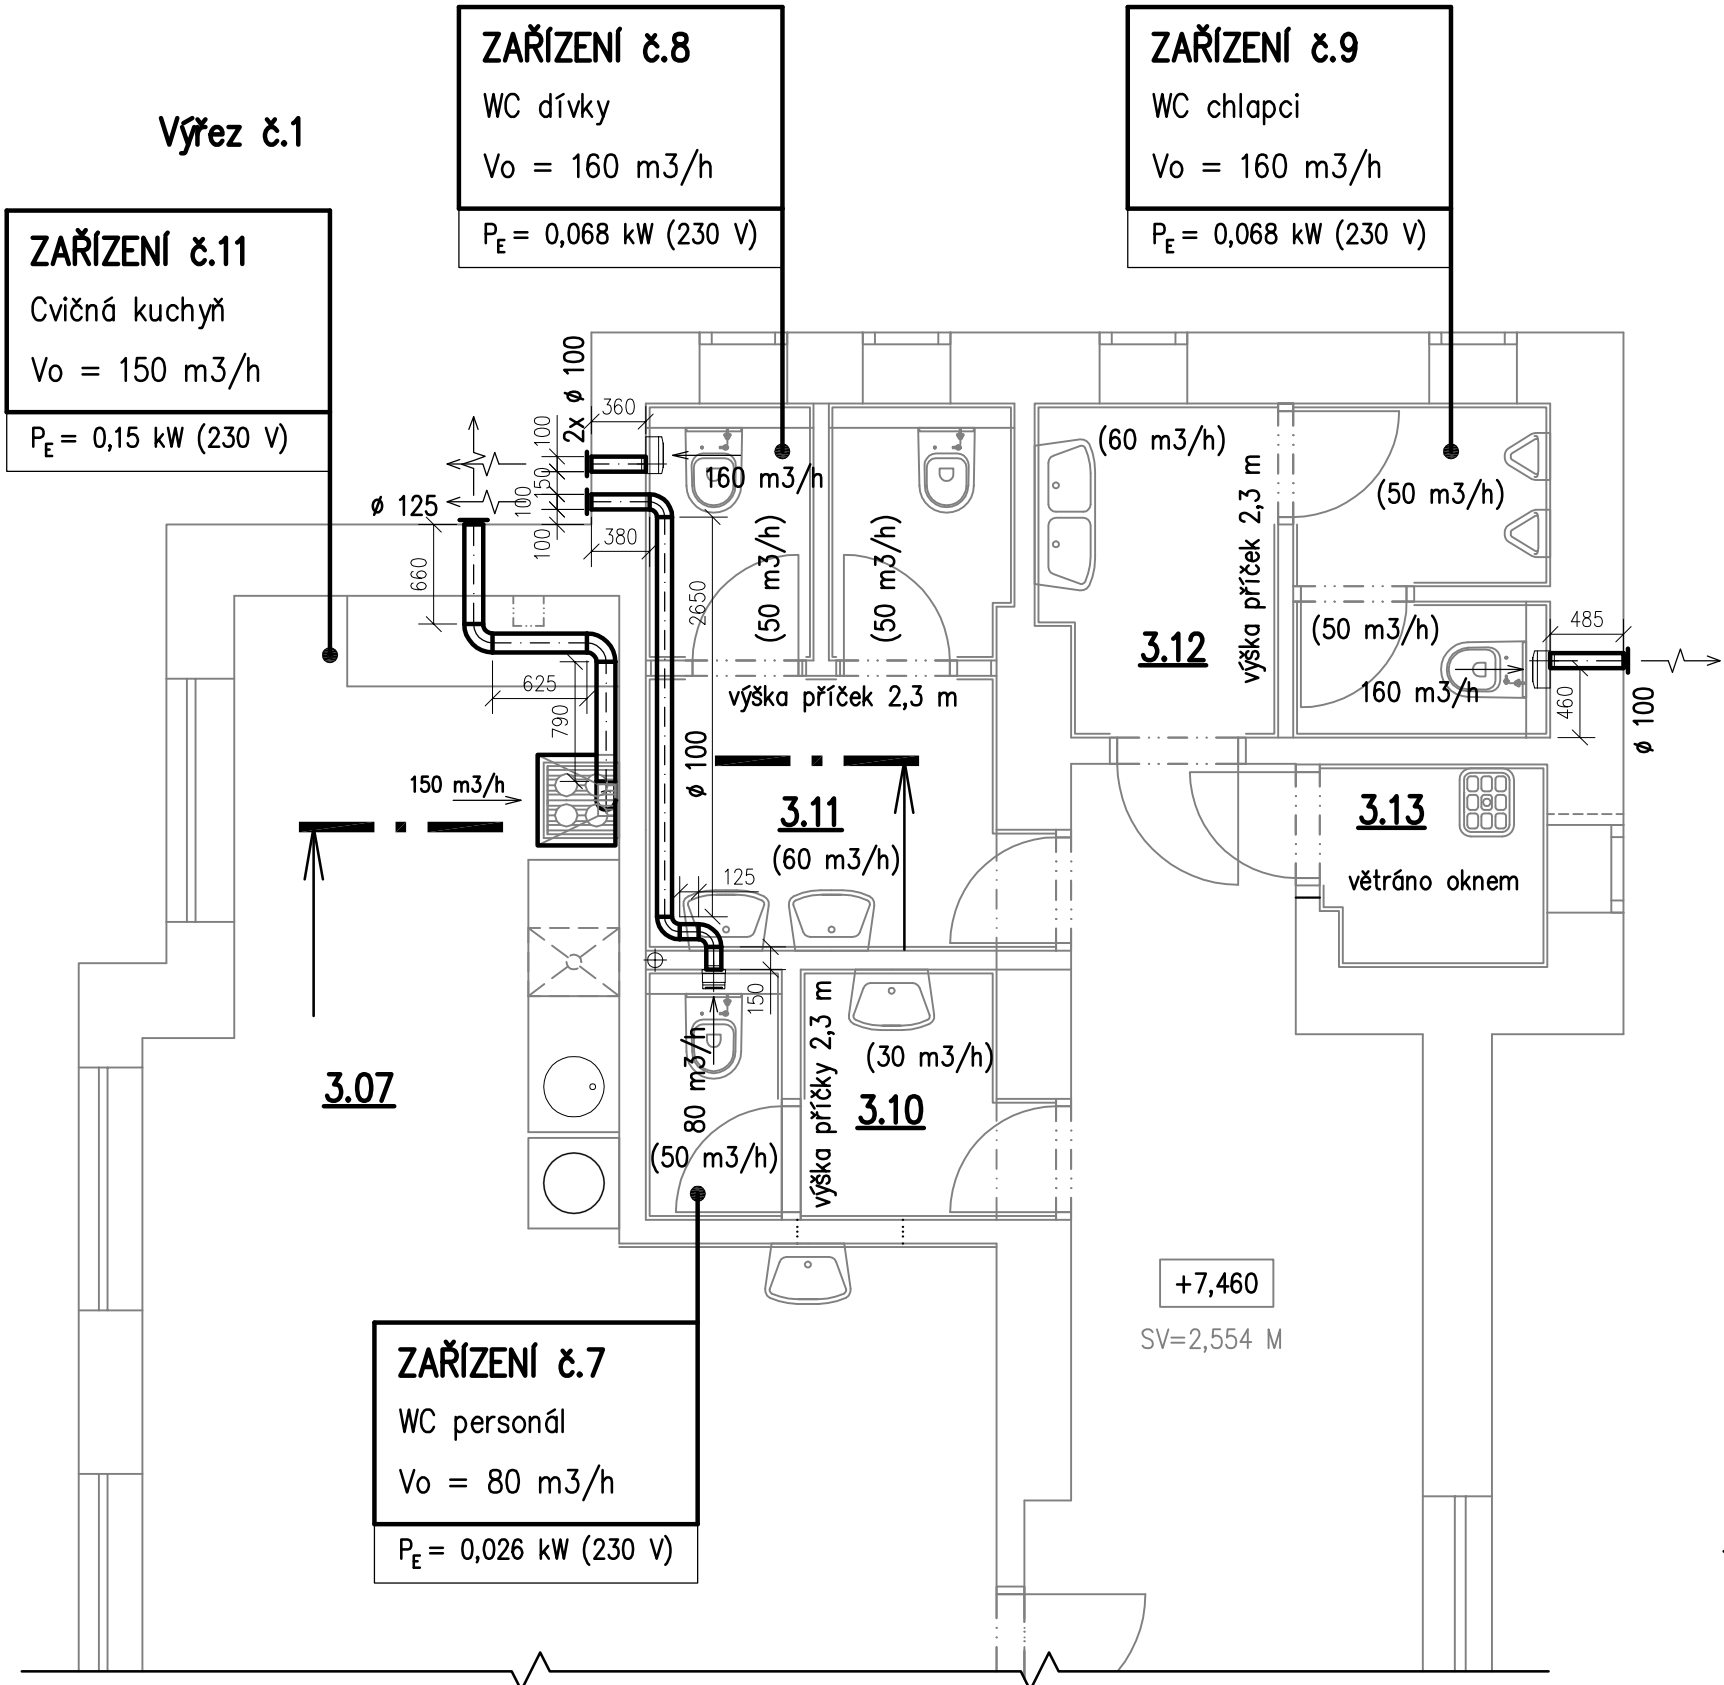 Výřez č.1
ZAŘÍZENÍ č.8
WC dívky
Vo = 160 m3/h
PE = 0,068 kW (230 V)
ZAŘÍZENÍ č.9
WC chlapci
Vo = 160 m3/h
PE = 0,068 kW (230 V)
ZAŘÍZENÍ č.11
Cvičná kuchyň
Vo = 150 m3/h
PE = 0,15 kW (230 V)
2x ø 100
360
100
150
100
100
380
ø 125
660
625
790
2650
ø 100
160 m3/h
(50 m3/h)
(50 m3/h)
výška příček 2,3 m
(60 m3/h)
výška příček 2,3 m
(50 m3/h)
3.12
(50 m3/h)
160 m3/h
485
460
ø 100
150 m3/h
3.11
(60 m3/h)
125
3.13
větráno oknem
150
80 m3/h
(50 m3/h)
výška příčky 2,3 m
(30 m3/h)
3.10
3.07
+7,460
SV=2,554 M
ZAŘÍZENÍ č.7
WC personál
Vo = 80 m3/h
PE = 0,026 kW (230 V)